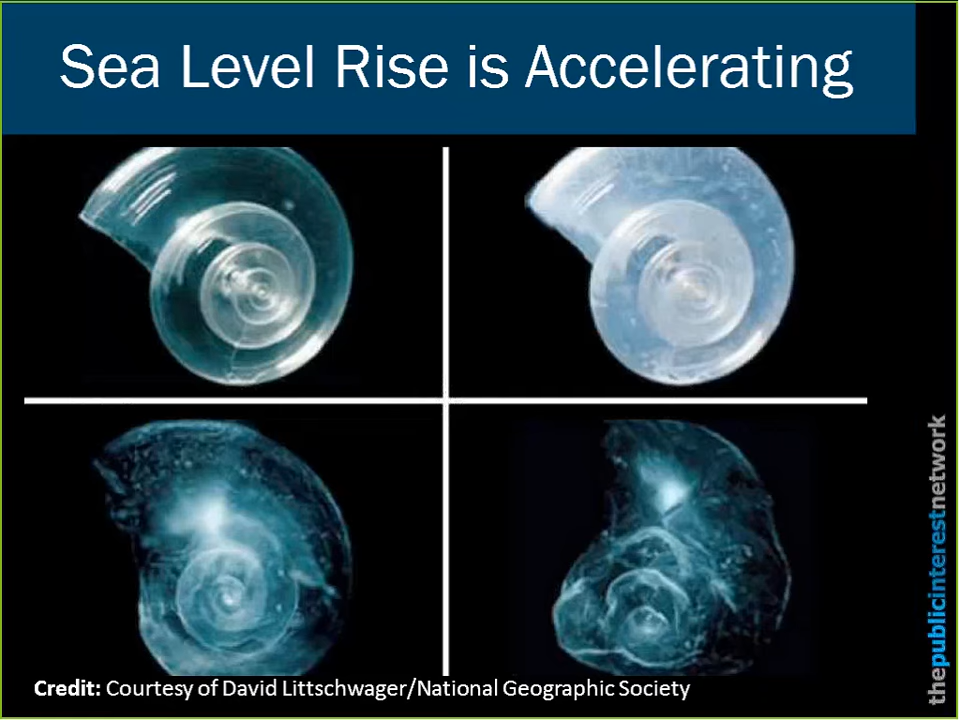 Sea Level Rise is Accelerating
Credit: Courtesy of David Littschwager/National Geographic Society
thepublicinterestnetwork